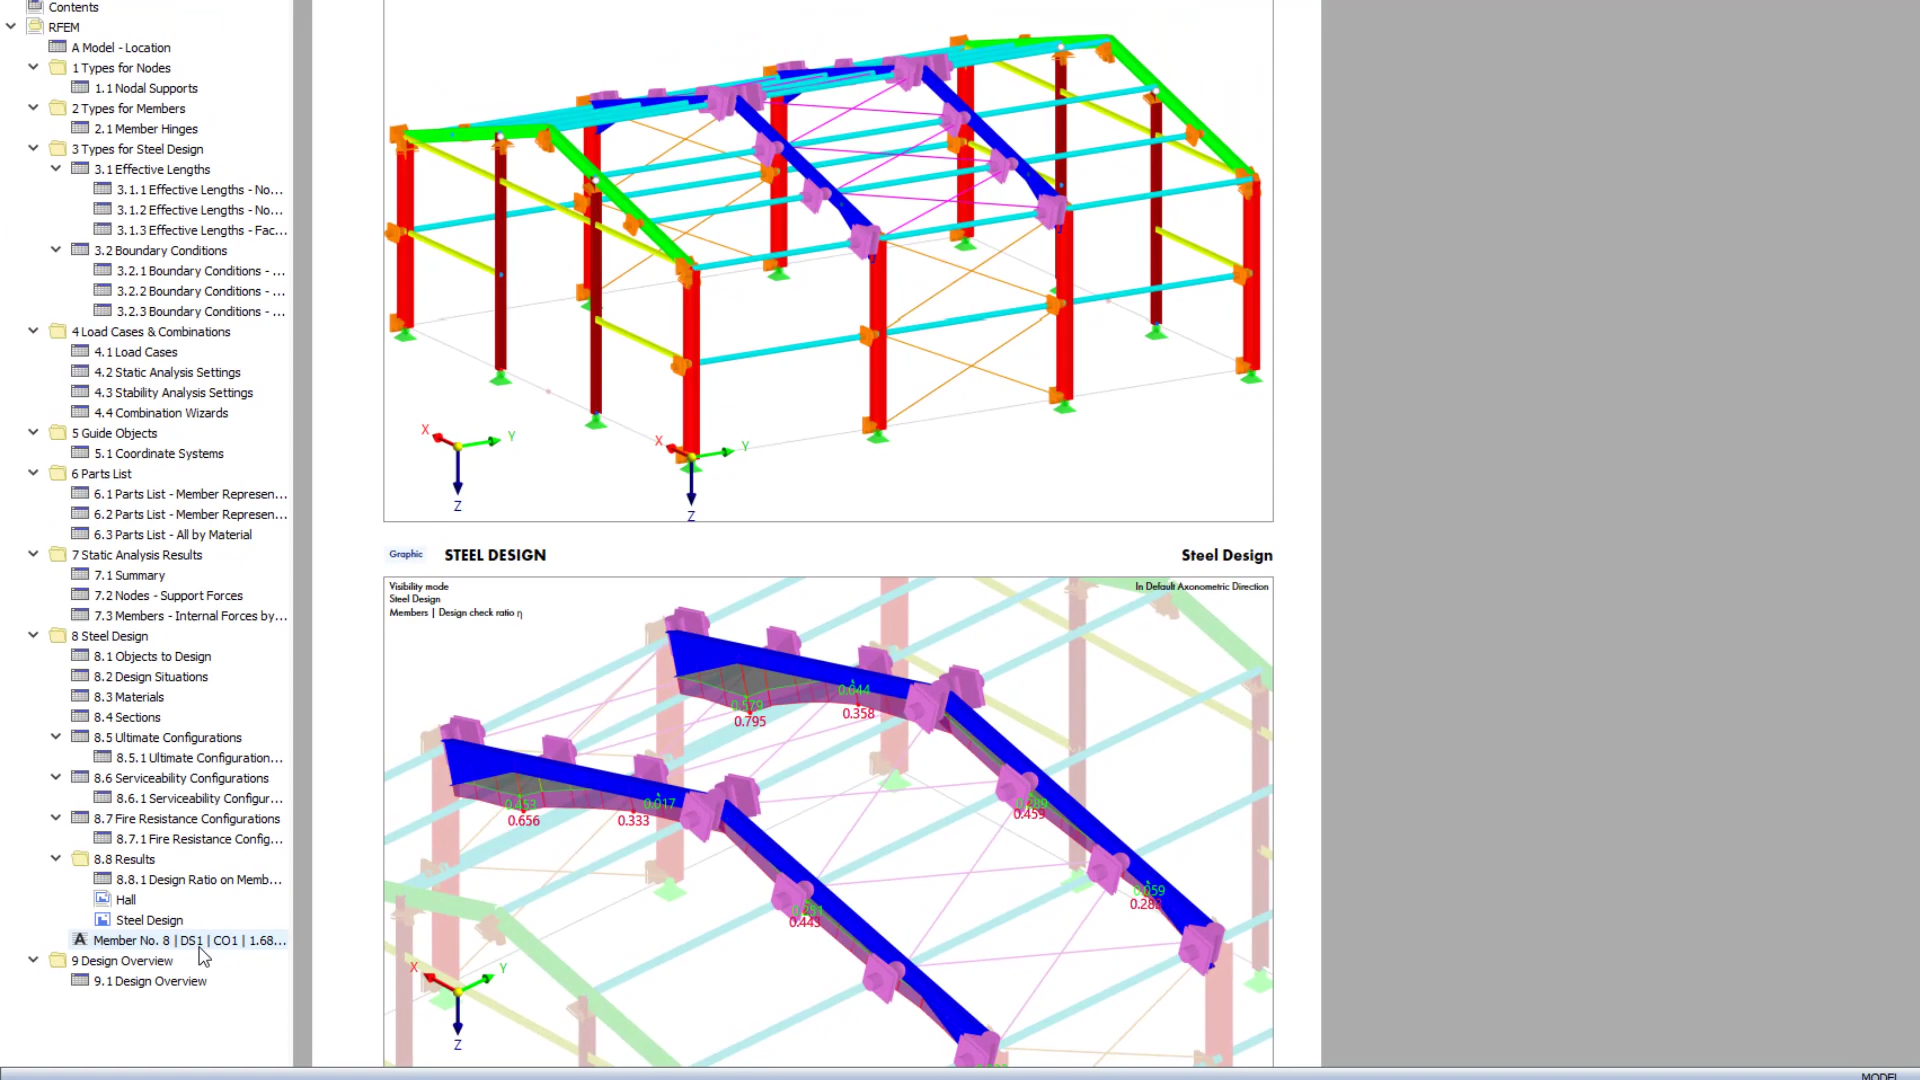 Contents
RFEM
A Model - Location
1 Types for Nodes
1.1 Nodal Supports
2 Types for Members
2.1 Member Hinges
3 Types for Steel Design
3.1 Effective Lengths
3.1.1 Effective Lengths - No...
3.1.2 Effective Lengths - No...
3.1.3 Effective Lengths - Fac...
3.2 Boundary Conditions
3.2.1 Boundary Conditions - ...
3.2.2 Boundary Conditions - ...
3.2.3 Boundary Conditions - ...
4 Load Cases & Combinations
4.1 Load Cases
4.2 Static Analysis Settings
4.3 Stability Analysis Settings
4.4 Combination Wizards
5 Guide Objects
5.1 Coordinate Systems
6 Parts List
6.1 Parts List - Member Represen...
6.2 Parts List - Member Represen...
6.3 Parts List - All by Material
7 Static Analysis Results
7.1 Summary
7.2 Nodes - Support Forces
7.3 Members - Internal Forces by...
8 Steel Design
8.1 Objects to Design
8.2 Design Situations
8.3 Materials
8.4 Sections
8.5 Ultimate Configurations
8.5.1 Ultimate Configuration...
8.6 Serviceability Configurations
8.6.1 Serviceability Configur...
8.7 Fire Resistance Configurations
8.7.1 Fire Resistance Config...
8.8 Results
8.8.1 Design Ratio on Memb...
Hall
Steel Design
A Member No. 8 | DS1 | CO1 | 1.68...
9 Design Overview
9.1 Design Overview
X Y Z
X Y Z
Graphic STEEL DESIGN Steel Design
Visibility mode In Default Axonometric Direction
Steel Design
Members | Design check ratio η
0.044
0.795 0.358
0.017
0.656 0.333
0.459
0.059
0.443
X Y Z
MODEL